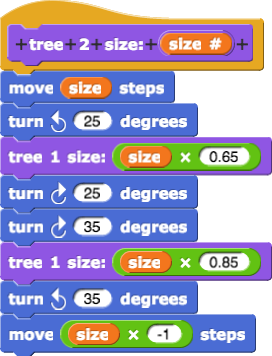 +tree+2+size:+ size # +
move size steps
turn ↺ 25 degrees
tree 1 size: size × 0.65
turn ↻ 25 degrees
turn ↻ 35 degrees
tree 1 size: size × 0.85
turn ↺ 35 degrees
move size × -1 steps